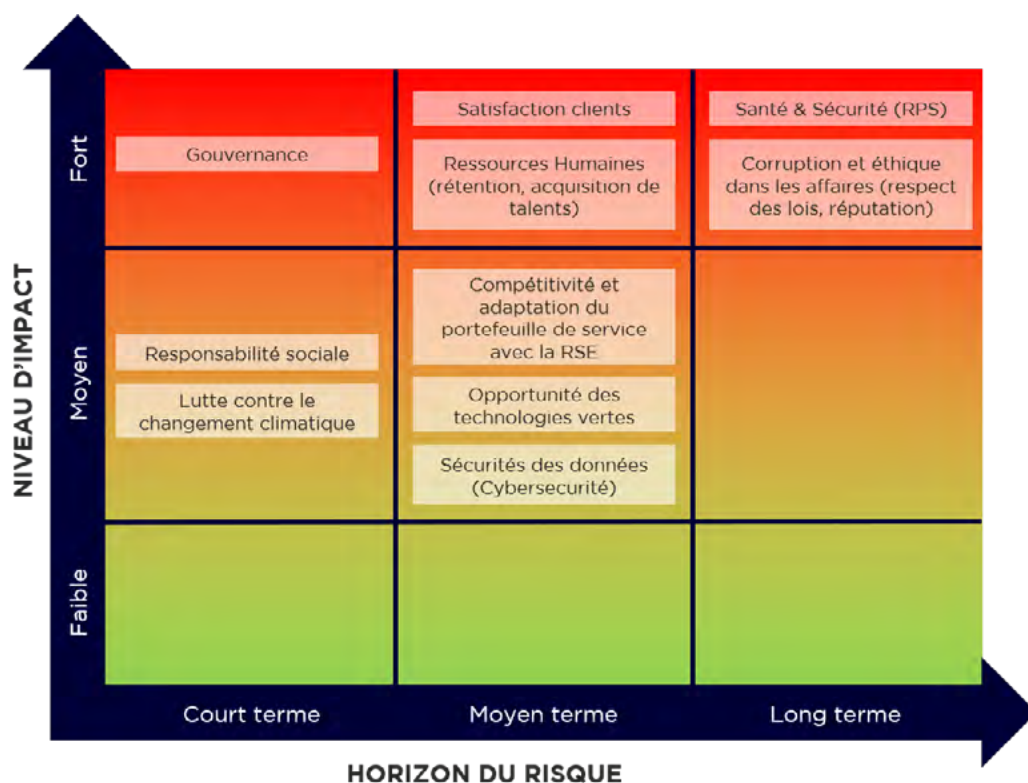 NIVEAU D'IMPACT
Fort
Gouvernance
Satisfaction clients
Ressources Humaines
(rétention, acquisition de
talents)
Santé & Sécurité (RPS)
Corruption et éthique
dans les affaires (respect
des lois, réputation)
Moyen
Responsabilité sociale
Lutte contre le
changement climatique
Compétitivité et
adaptation du
portefeuille de service
avec la RSE
Opportunité des
technologies vertes
Sécurités des données
(Cybersecurité)
Faible
Court terme
Moyen terme
Long terme
HORIZON DU RISQUE